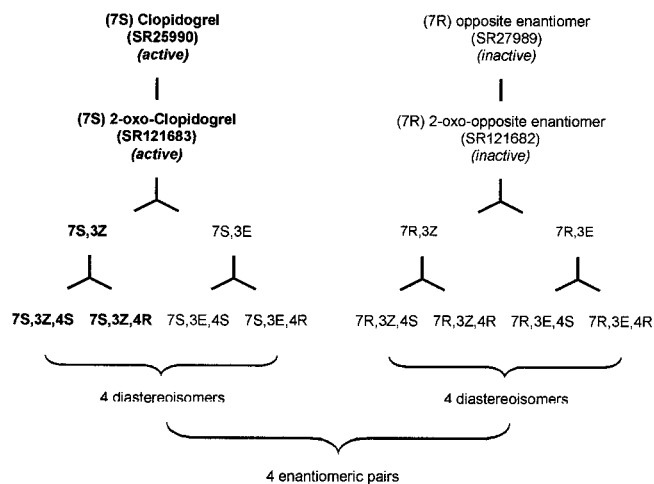 (7S) Clopidogrel
(SR25990)
(active)
(7R) opposite enantiomer
(SR27989)
(inactive)
(7S) 2-oxo-Clopidogrel
(SR121683)
(active)
(7R) 2-oxo-opposite enantiomer
(SR121682)
(inactive)
7S,3Z 7S,3E 7R,3Z 7R,3E
7S,3Z,4S 7S,3Z,4R 7S,3E,4S 7S,3E,4R 7R,3Z,4S 7R,3Z,4R 7R,3E,4S 7R,3E,4R
4 diastereoisomers 4 diastereoisomers
4 enantiomeric pairs